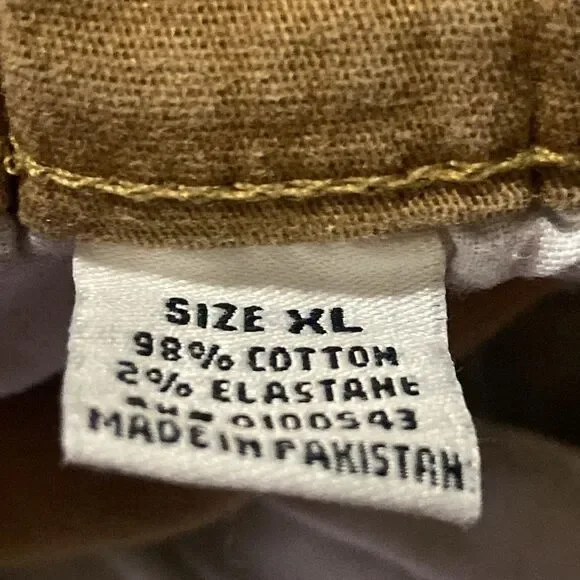 SIZE XL
98% COTTON
2% ELASTANE
0100543
MADE IN PAKISTAN